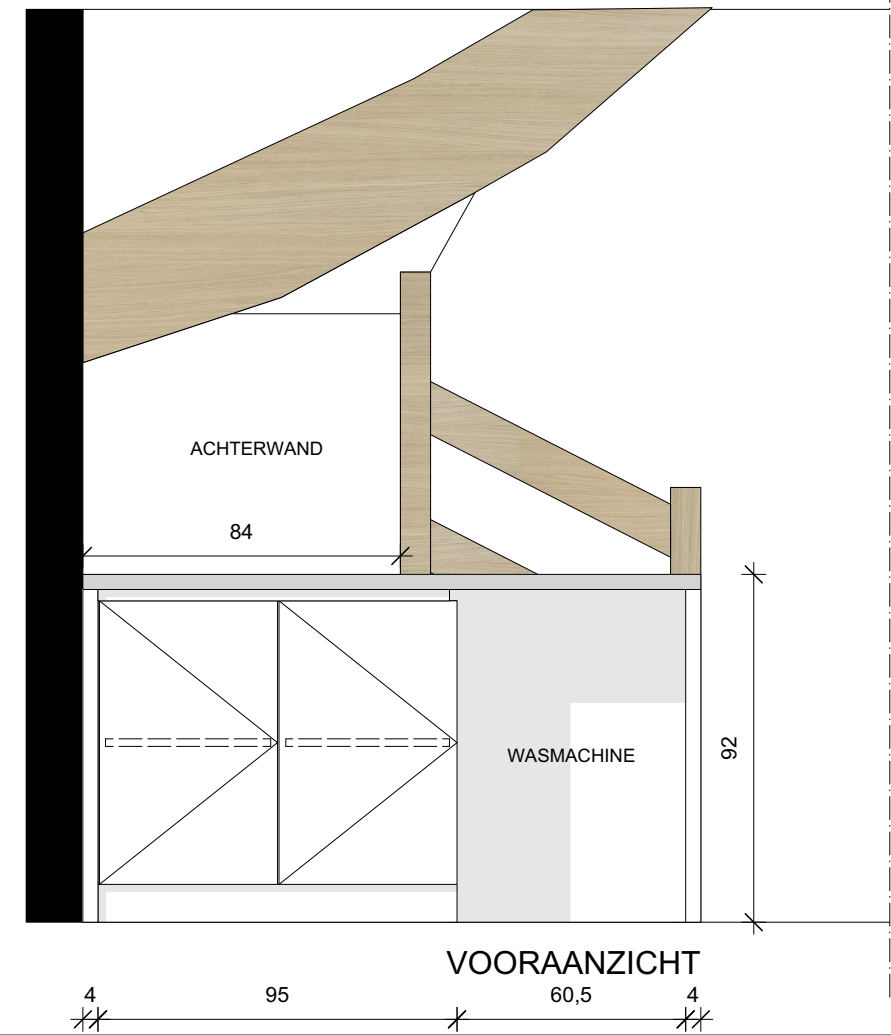 ACHTERWAND
84
92
WASMACHINE
VOORAANZICHT
4 95 60,5 4